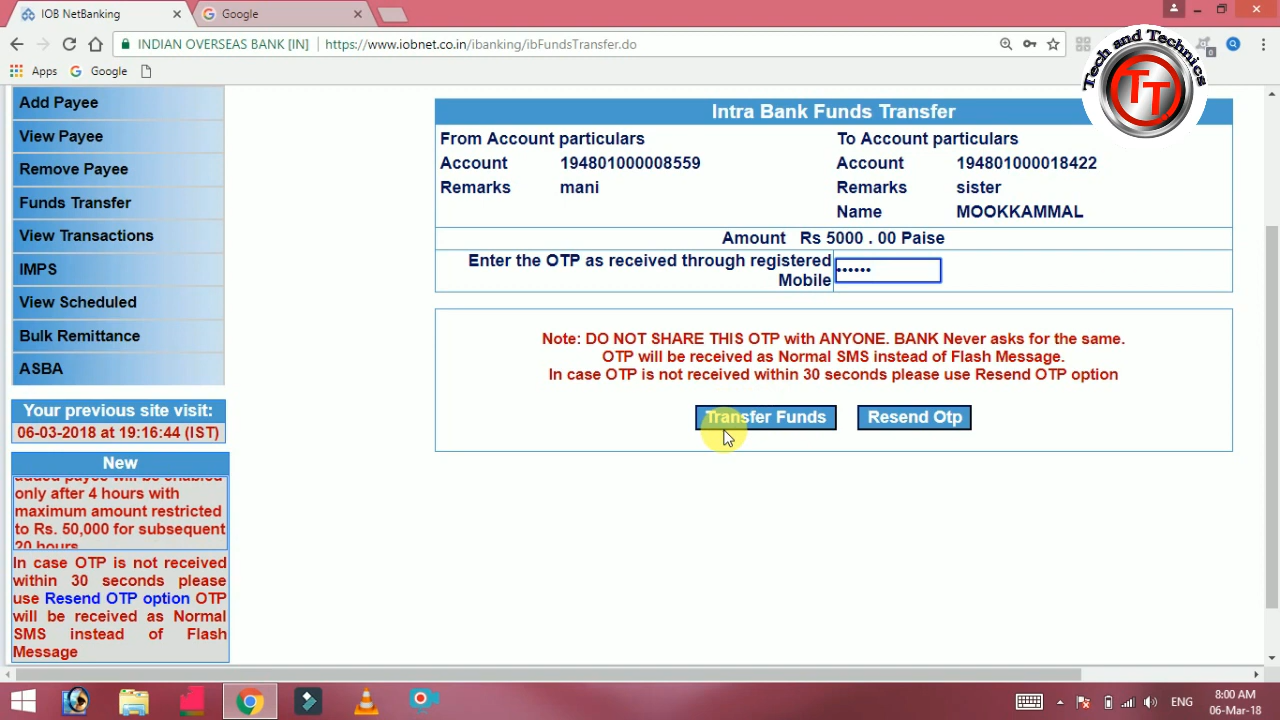 IOB NetBanking
Google
INDIAN OVERSEAS BANK [IN]
https://www.iobnet.co.in/ibanking/ibFundsTransfer.do
Apps
Google
Tech and Technics
TT
Add Payee
View Payee
Remove Payee
Funds Transfer
View Transactions
IMPS
View Scheduled
Bulk Remittance
ASBA
Your previous site visit:
06-03-2018 at 19:16:44 (IST)
New
added payee will be enabled
only after 4 hours with
maximum amount restricted
to Rs. 50,000 for subsequent
20 hours
In case OTP is not received
within 30 seconds please
use Resend OTP option OTP
will be received as Normal
SMS instead of Flash
Message
Intra Bank Funds Transfer
From Account particulars To Account particulars
Account 194801000008559 Account 194801000018422
Remarks mani Remarks sister
Name MOOKKAMMAL
Amount Rs 5000 . 00 Paise
Enter the OTP as received through registered
Mobile ••••••
Note: DO NOT SHARE THIS OTP with ANYONE. BANK Never asks for the same.
OTP will be received as Normal SMS instead of Flash Message.
In case OTP is not received within 30 seconds please use Resend OTP option
Transfer Funds Resend Otp
ENG
8:00 AM
06-Mar-18